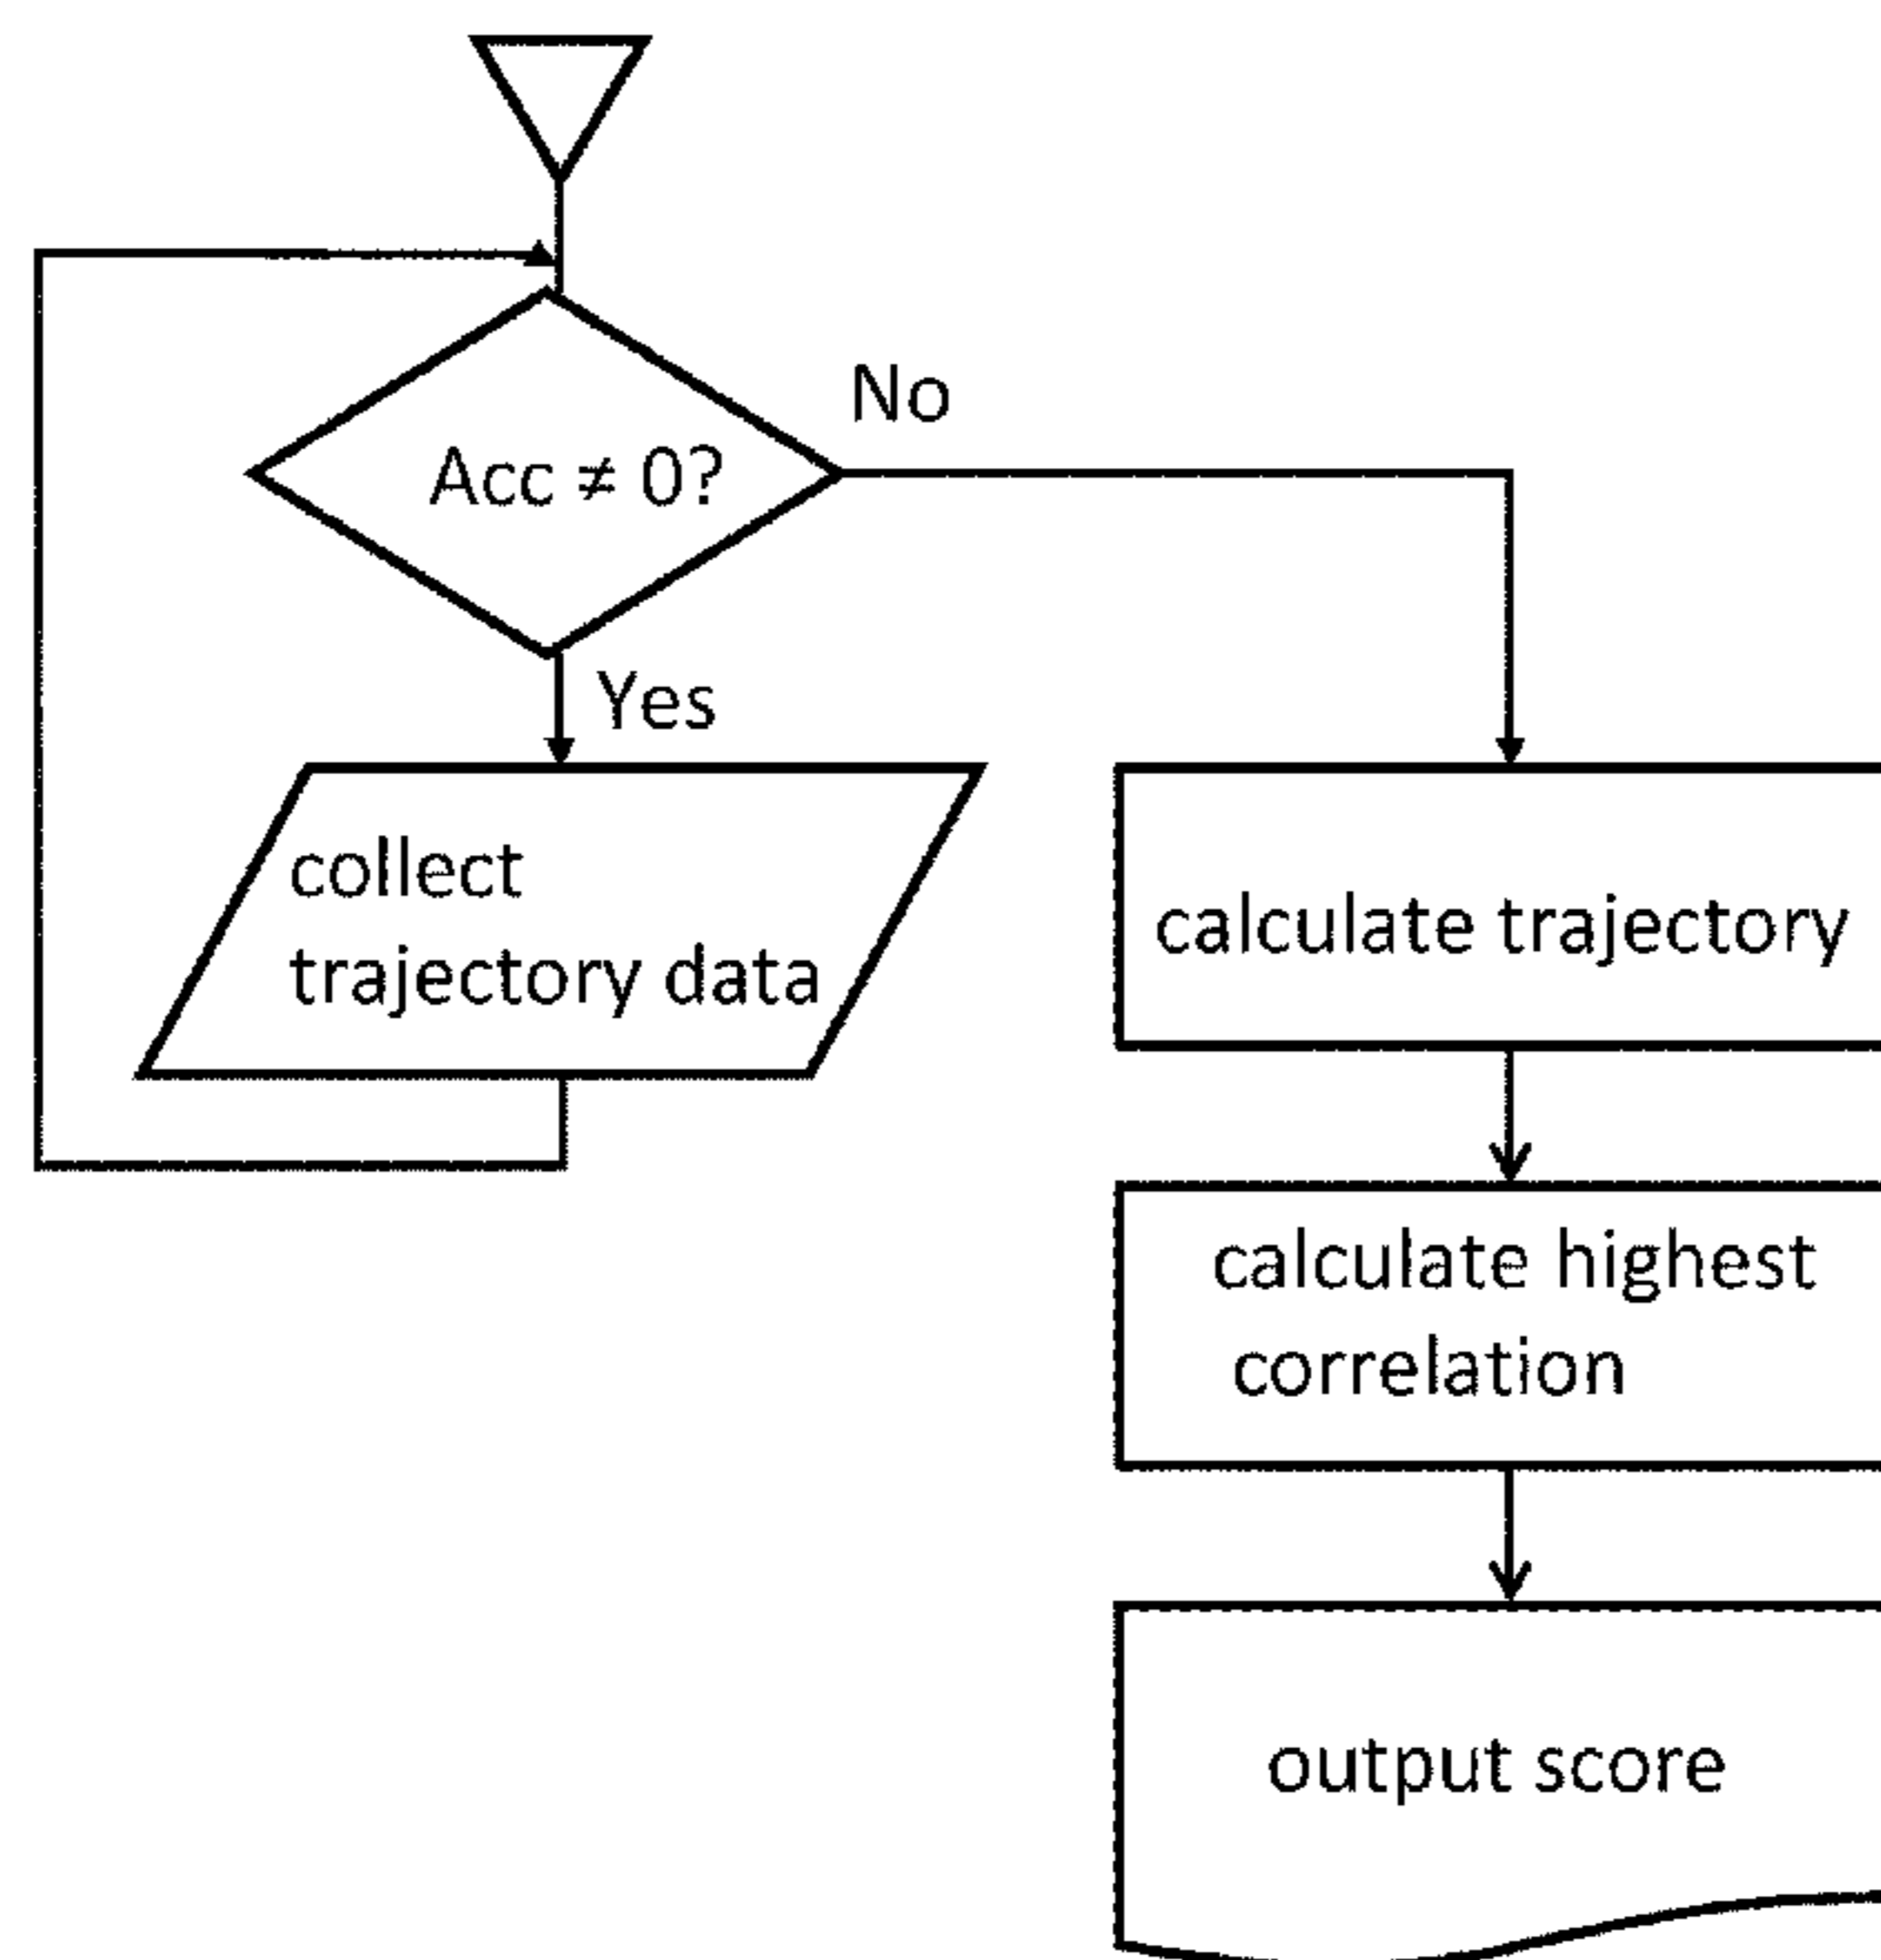 No
Acc ≠ 0?
Yes
collect
trajectory data
calculate trajectory
calculate highest
correlation
output score